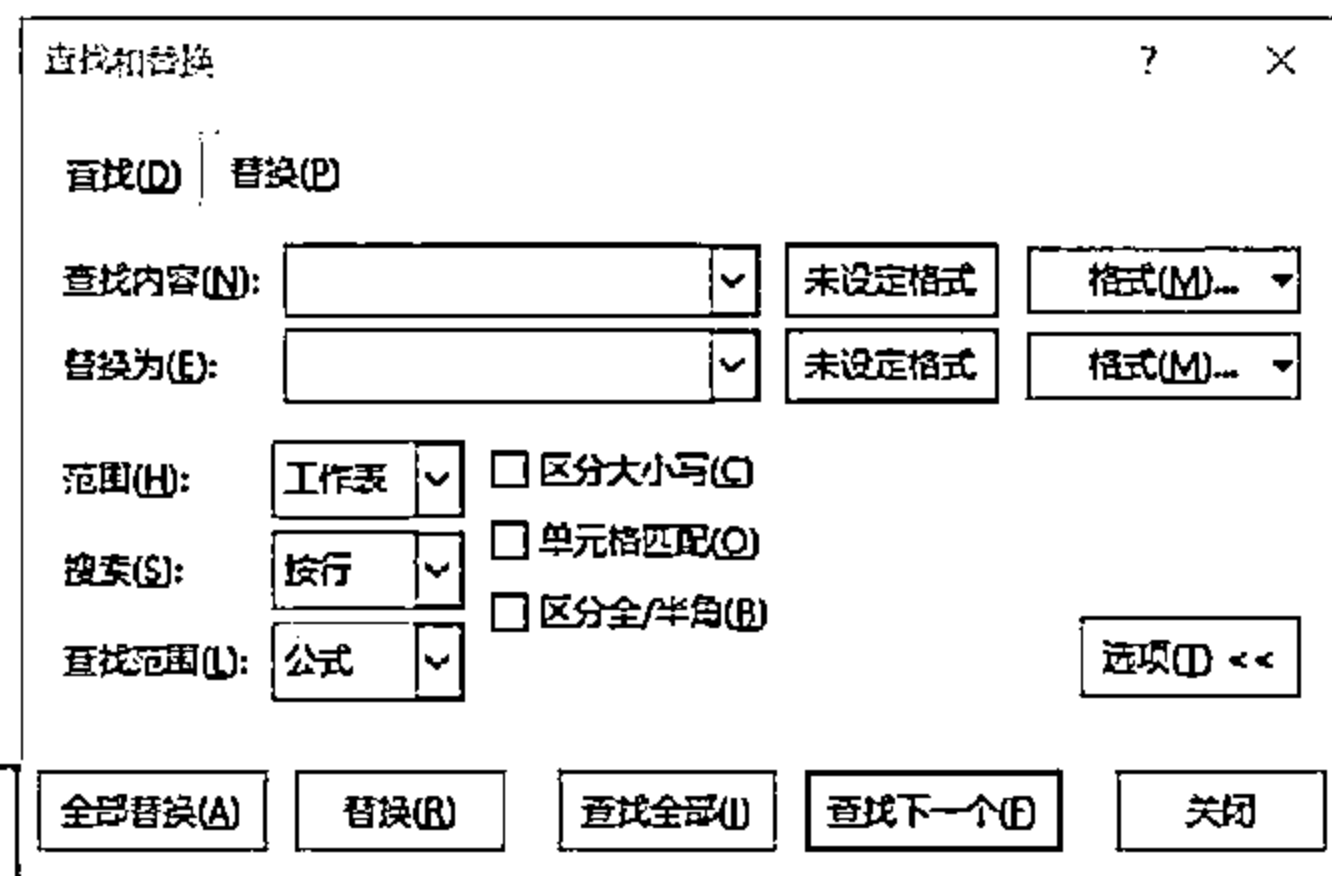 查找和替换 ? ×
查找(D) 替换(P)
查找内容(N): 未设定格式 格式(M)...
替换为(E): 未设定格式 格式(M)...
范围(H): 工作表 区分大小写(C)
单元格匹配(O)
搜索(S): 按行
区分全/半角(B)
查找范围(L): 公式 选项(T) <<
全部替换(A) 替换(R) 查找全部(I) 查找下一个(F) 关闭